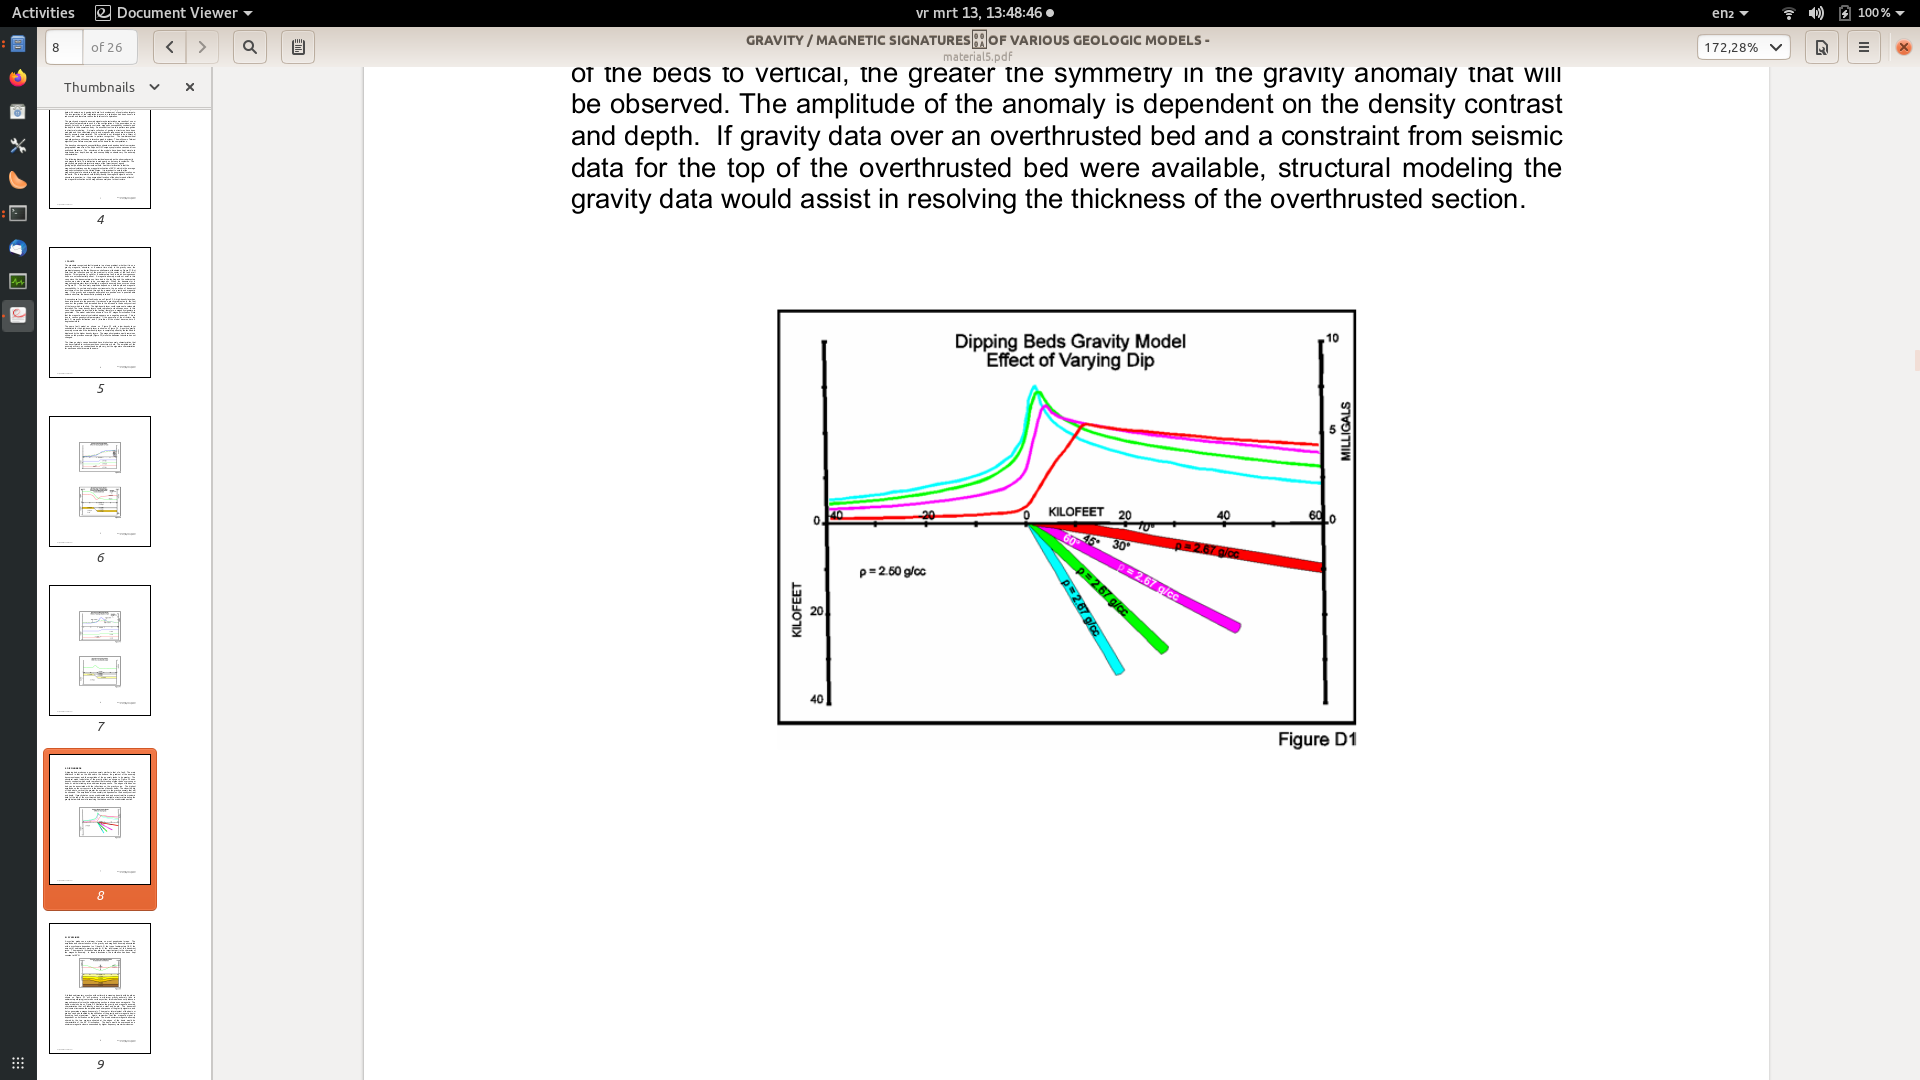 Activities
Document Viewer
vr mrt 13, 13:48:46
en₂
100%
8
of 26
GRAVITY / MAGNETIC SIGNATURES OF VARIOUS GEOLOGIC MODELS -
material5.pdf
172,28%
Thumbnails
4
5
6
7
8
9
of the beds to vertical, the greater the symmetry in the gravity anomaly that will
be observed. The amplitude of the anomaly is dependent on the density contrast
and depth. If gravity data over an overthrusted bed and a constraint from seismic
data for the top of the overthrusted bed were available, structural modeling the
gravity data would assist in resolving the thickness of the overthrusted section.
Dipping Beds Gravity Model
Effect of Varying Dip
10
5
0
MILLIGALS
KILOFEET
0
-40
-20
0
20
40
60
10°
30°
45°
60°
ρ = 2.67 g/cc
ρ = 2.67 g/cc
ρ = 2.67 g/cc
ρ = 2.67 g/cc
ρ = 2.50 g/cc
KILOFEET
20
40
Figure D1